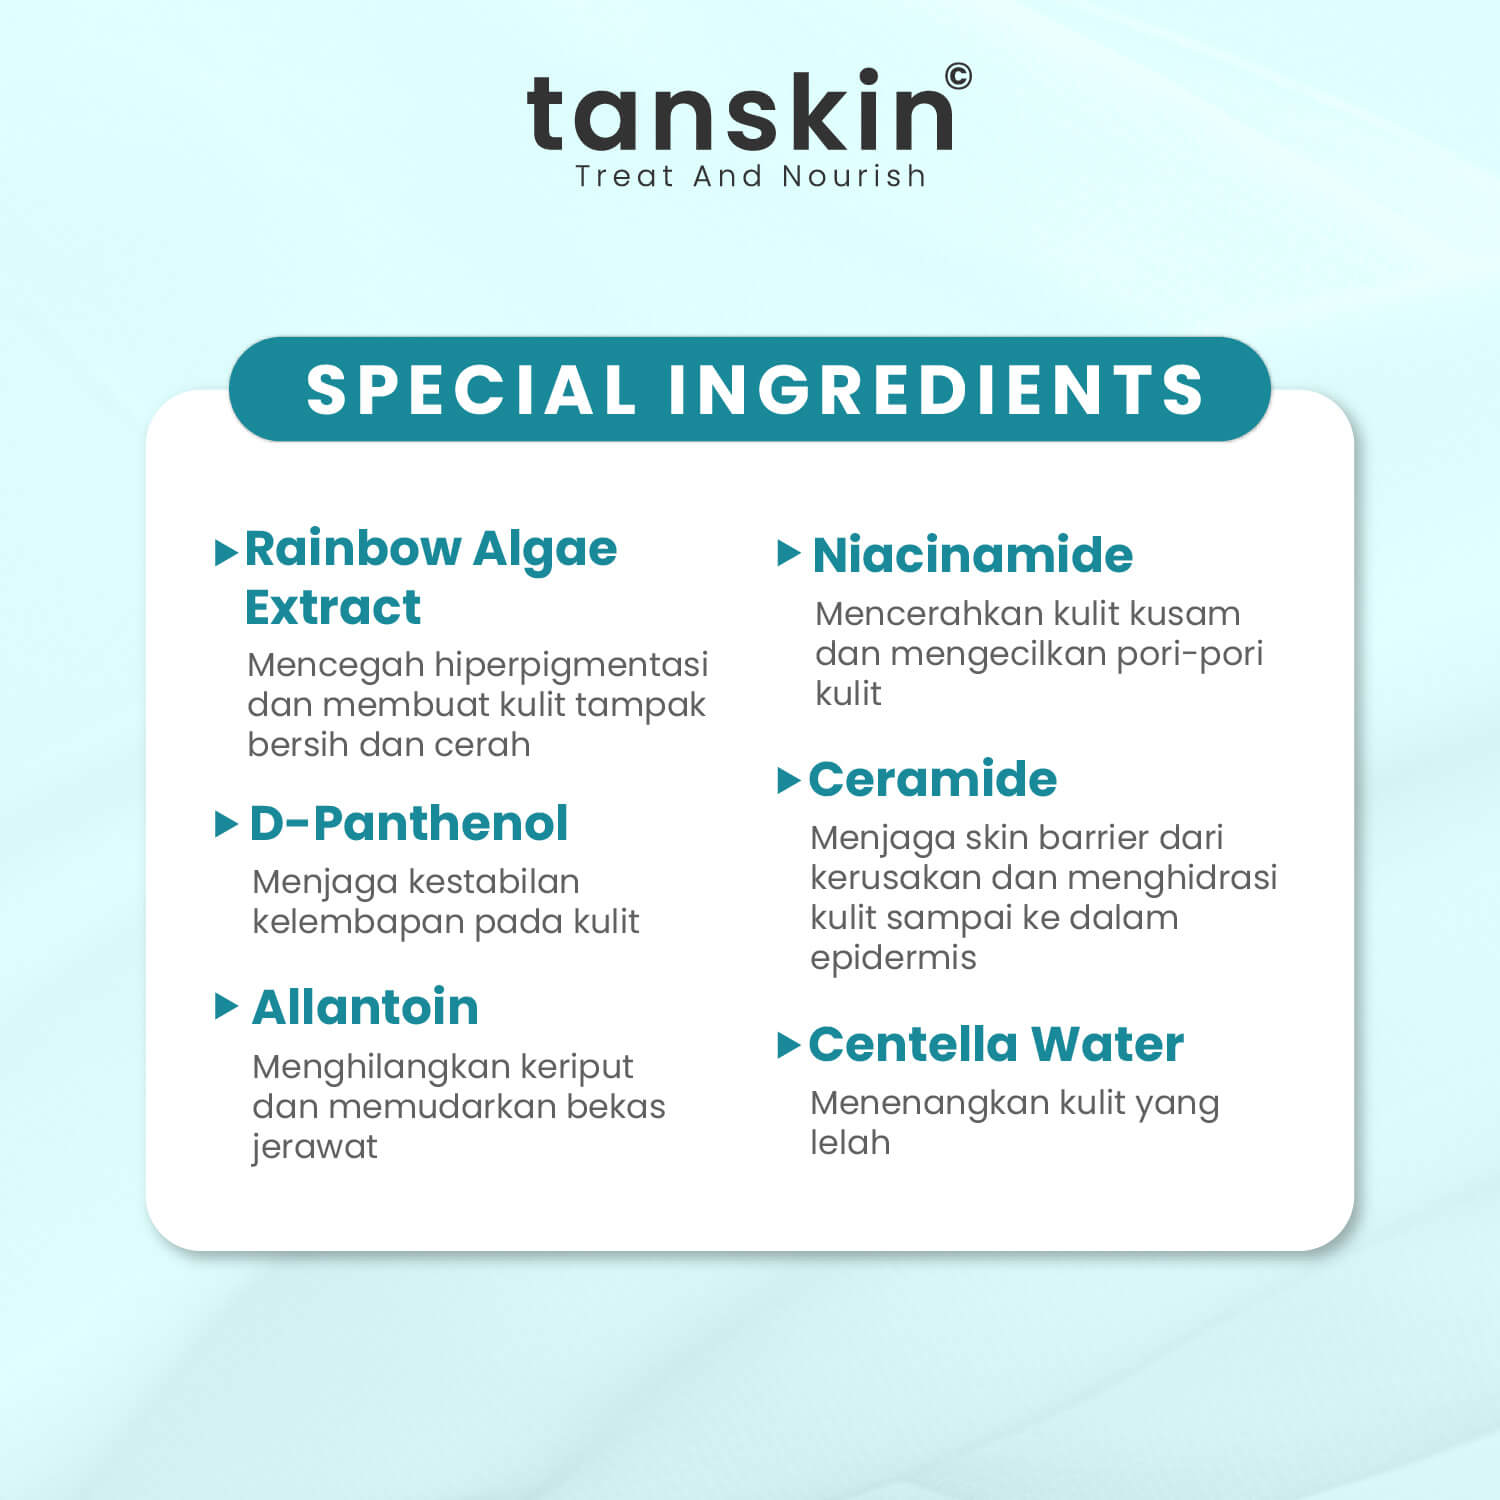 tanskin©
Treat And Nourish
SPECIAL INGREDIENTS
Rainbow Algae
Extract
Mencegah hiperpigmentasi
dan membuat kulit tampak
bersih dan cerah
D-Panthenol
Menjaga kestabilan
kelembapan pada kulit
Allantoin
Menghilangkan keriput
dan memudarkan bekas
jerawat
Niacinamide
Mencerahkan kulit kusam
dan mengecilkan pori-pori
kulit
Ceramide
Menjaga skin barrier dari
kerusakan dan menghidrasi
kulit sampai ke dalam
epidermis
Centella Water
Menenangkan kulit yang
lelah